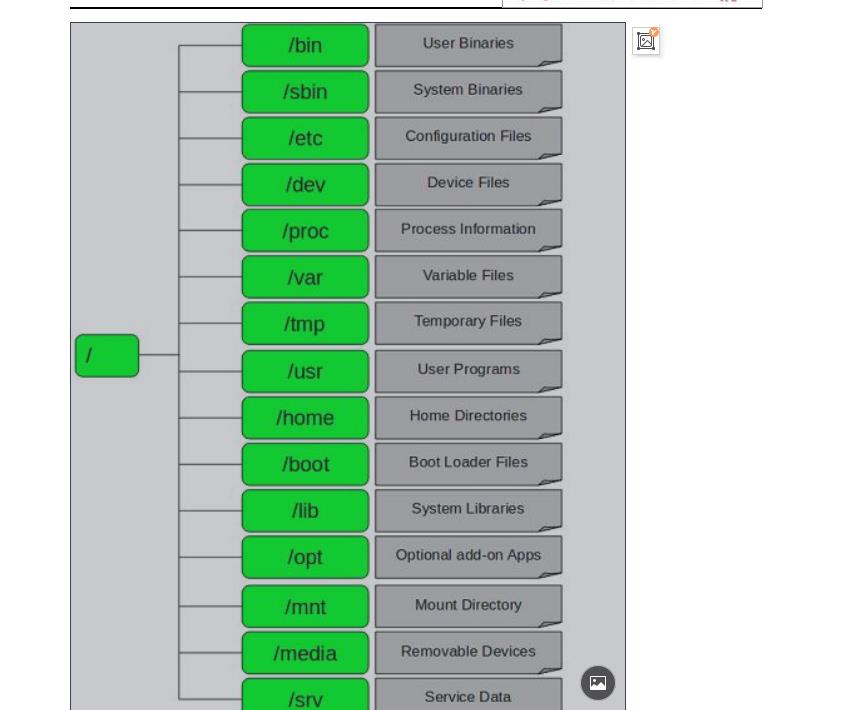 /bin User Binaries
/sbin System Binaries
/etc Configuration Files
/dev Device Files
/proc Process Information
/var Variable Files
/tmp Temporary Files
/
/usr User Programs
/home Home Directories
/boot Boot Loader Files
/lib System Libraries
/opt Optional add-on Apps
/mnt Mount Directory
/media Removable Devices
/srv Service Data